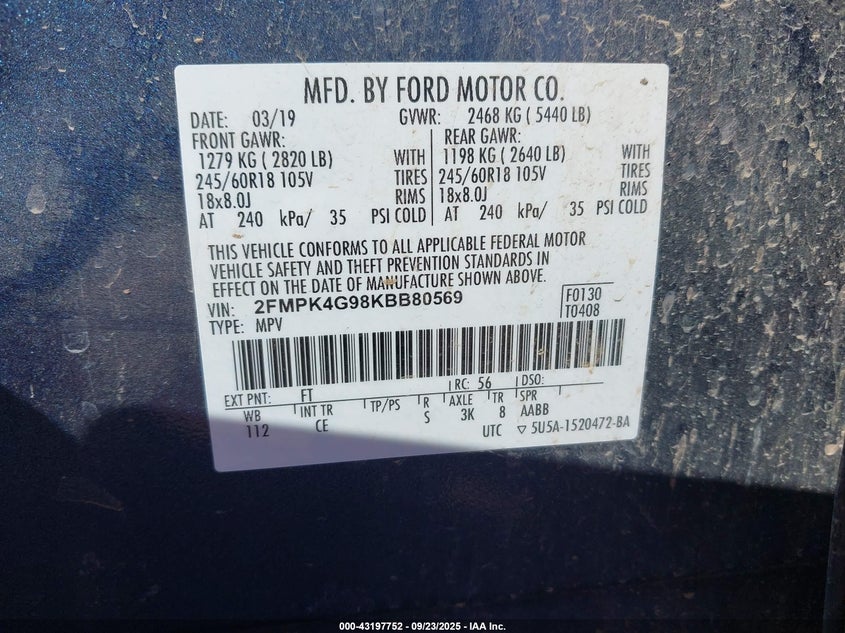 MFD. BY FORD MOTOR CO.
DATE: 03/19 GVWR: 2468 KG ( 5440 LB)
FRONT GAWR: REAR GAWR:
1279 KG ( 2820 LB) WITH 1198 KG ( 2640 LB) WITH
245/60R18 105V TIRES 245/60R18 105V TIRES
18x8.0J RIMS 18x8.0J RIMS
AT 240 kPa/ 35 PSI COLD AT 240 kPa/ 35 PSI COLD
THIS VEHICLE CONFORMS TO ALL APPLICABLE FEDERAL MOTOR
VEHICLE SAFETY AND THEFT PREVENTION STANDARDS IN
EFFECT ON THE DATE OF MANUFACTURE SHOWN ABOVE.
VIN: 2FMPK4G98KBB80569 F0130
TYPE: MPV T0408
EXT PNT: FT RC: 56 DSO:
WB INT TR TP/PS R AXLE TR SPR
112 CE S 3K 8 AABB
UTC ▽ 5U5A-1520472-BA
000-43197752 - 09/23/2025 - IAA Inc.